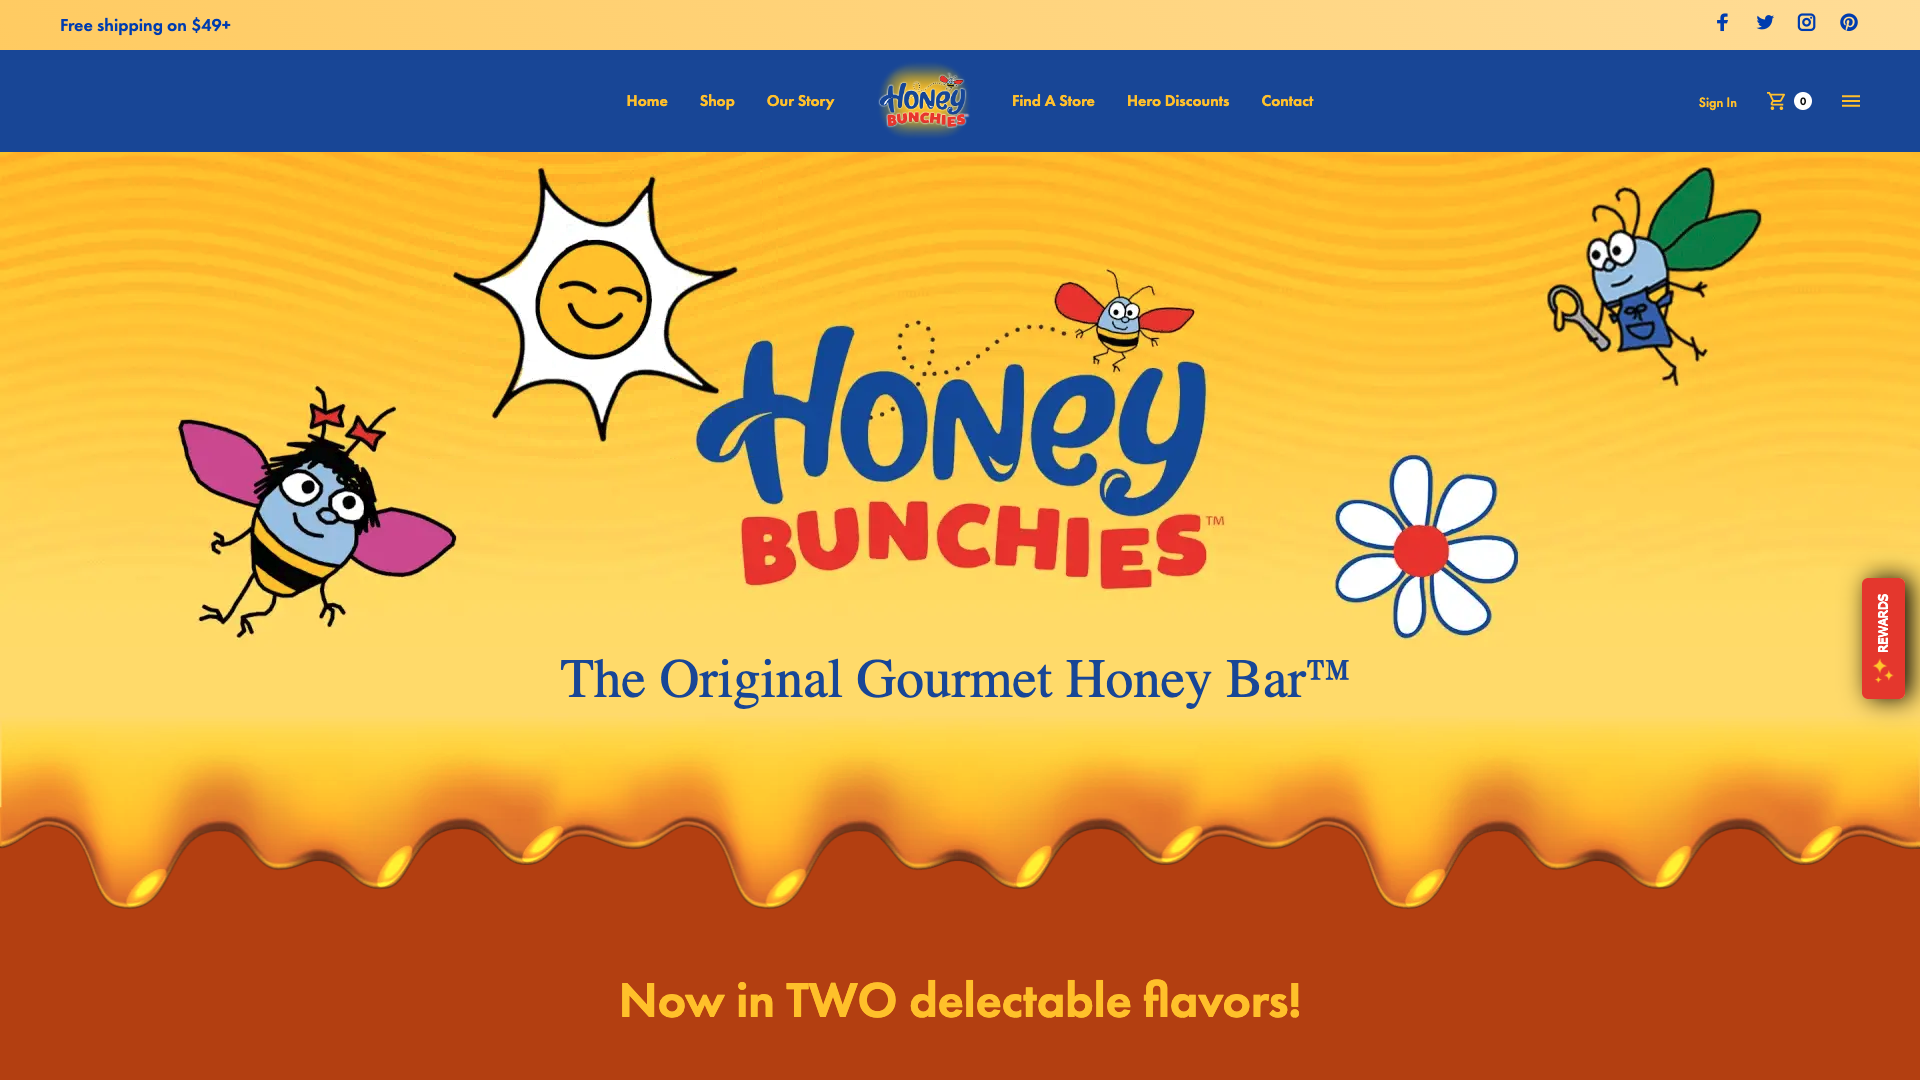 Free shipping on $49+
Home
Shop
Our Story
Honey
BUNCHIES
Find A Store
Hero Discounts
Contact
Sign In
0
Honey
BUNCHIES™
The Original Gourmet Honey Bar™
REWARDS
Now in TWO delectable flavors!